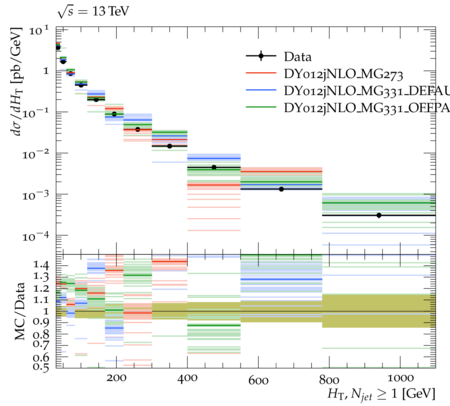 √s = 13 TeV
dσ/dH_T [pb/GeV]
10^1
1
10^−1
10^−2
10^−3
10^−4
Data
DY012jNLO_MG273
DY012jNLO_MG331_DEFAU
DY012jNLO_MG331_OFFPA
MC/Data
1.4
1.3
1.2
1.1
1
0.9
0.8
0.7
0.6
0.5
200 400 600 800 1000
H_T, N_jet ≥ 1 [GeV]